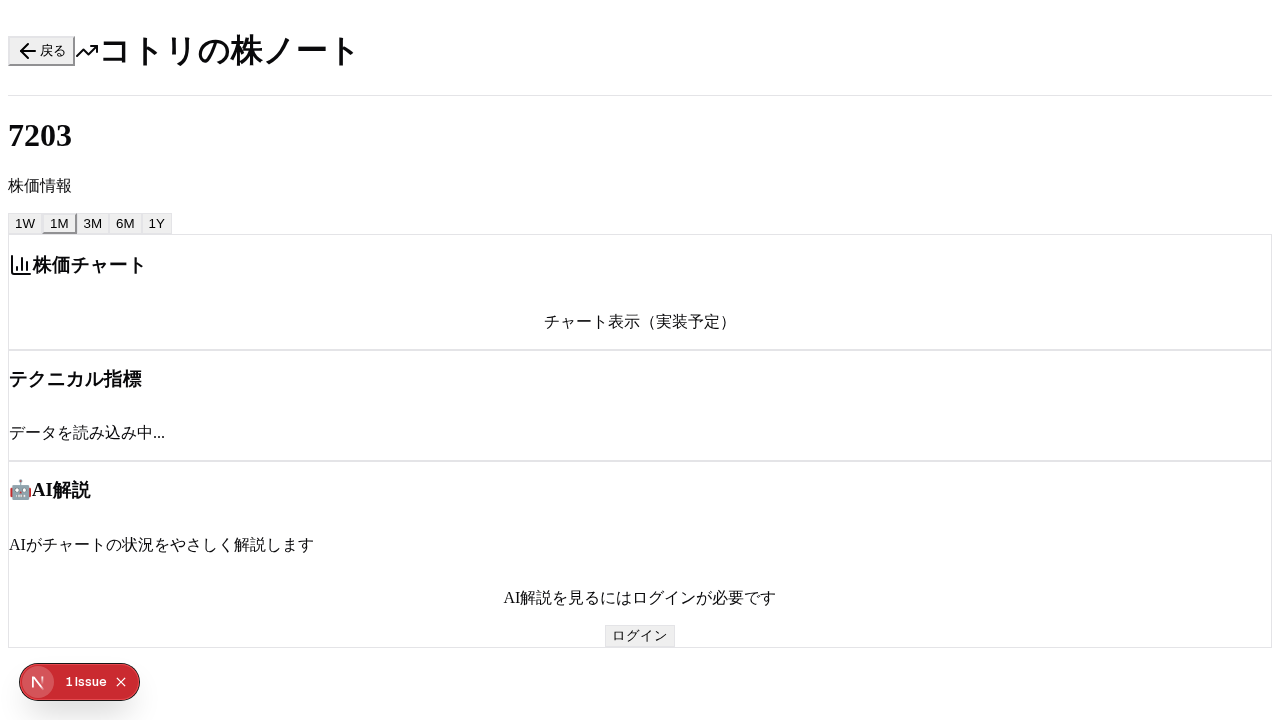 戻る コトリの株ノート
7203
株価情報
1W 1M 3M 6M 1Y
株価チャート
チャート表示（実装予定）
テクニカル指標
データを読み込み中...
🤖AI解説
AIがチャートの状況をやさしく解説します
AI解説を見るにはログインが必要です
ログイン
1 Issue